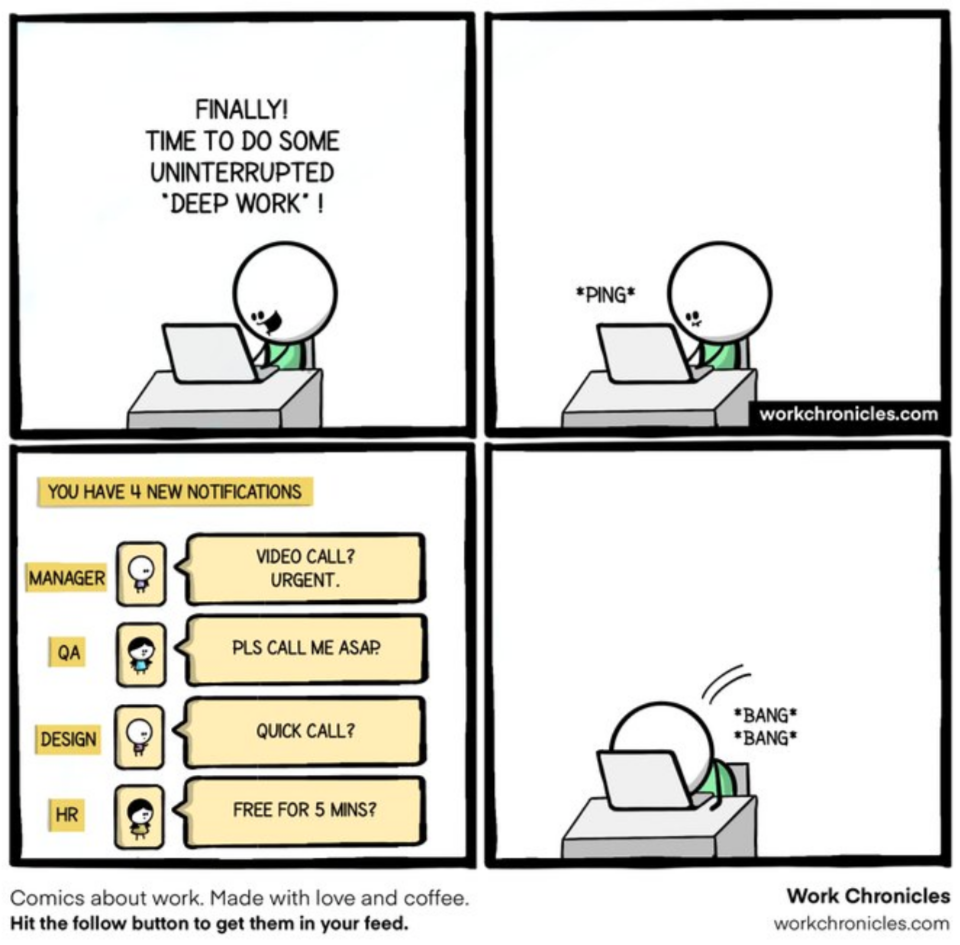 FINALLY!
TIME TO DO SOME
UNINTERRUPTED
"DEEP WORK" !
*PING*
workchronicles.com
YOU HAVE 4 NEW NOTIFICATIONS
MANAGER
VIDEO CALL?
URGENT.
QA
PLS CALL ME ASAP.
DESIGN
QUICK CALL?
HR
FREE FOR 5 MINS?
*BANG*
*BANG*
Comics about work. Made with love and coffee.
Hit the follow button to get them in your feed.
Work Chronicles
workchronicles.com